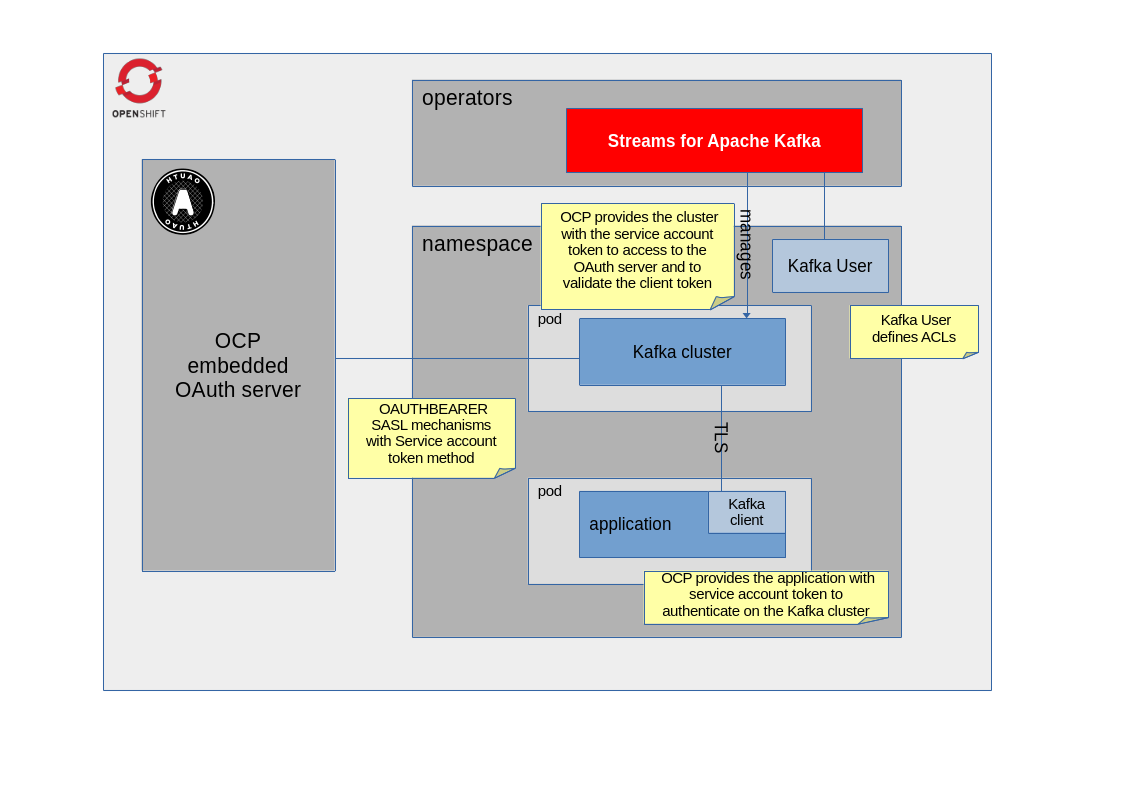 operators
Streams for Apache Kafka
OPENSHIFT
HTUAO
HTUAO
OCP provides the cluster
with the service account
token to access to the
OAuth server and to
validate the client token
manages
namespace
Kafka User
pod
Kafka cluster
Kafka User
defines ACLs
OCP
embedded
OAuth server
OAUTHBEARER
SASL mechanisms
with Service account
token method
TLS
pod
Kafka
client
application
OCP provides the application with
service account token to
authenticate on the Kafka cluster